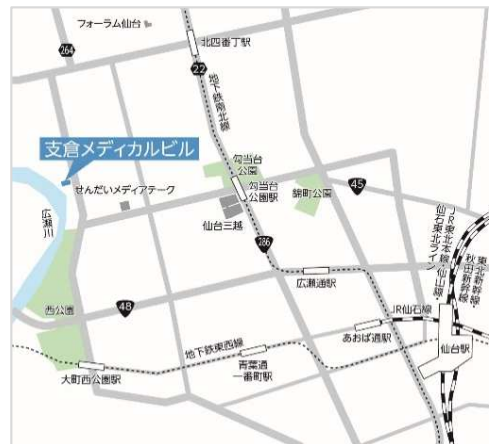 フォーラム仙台
北四番丁駅
264
22
地下鉄南北線
支倉メディカルビル
勾当台
公園
せんだいメディアテーク
勾当台
公園駅
錦町公園
45
仙台三越
広瀬川
286
JR東北本線(仙山線・
仙石東北ライン)
東北新幹線
秋田新幹線
広瀬通駅
西公園
48
JR仙石線
あおば通駅
地下鉄東西線
仙台駅
大町西公園駅
青葉通
一番町駅